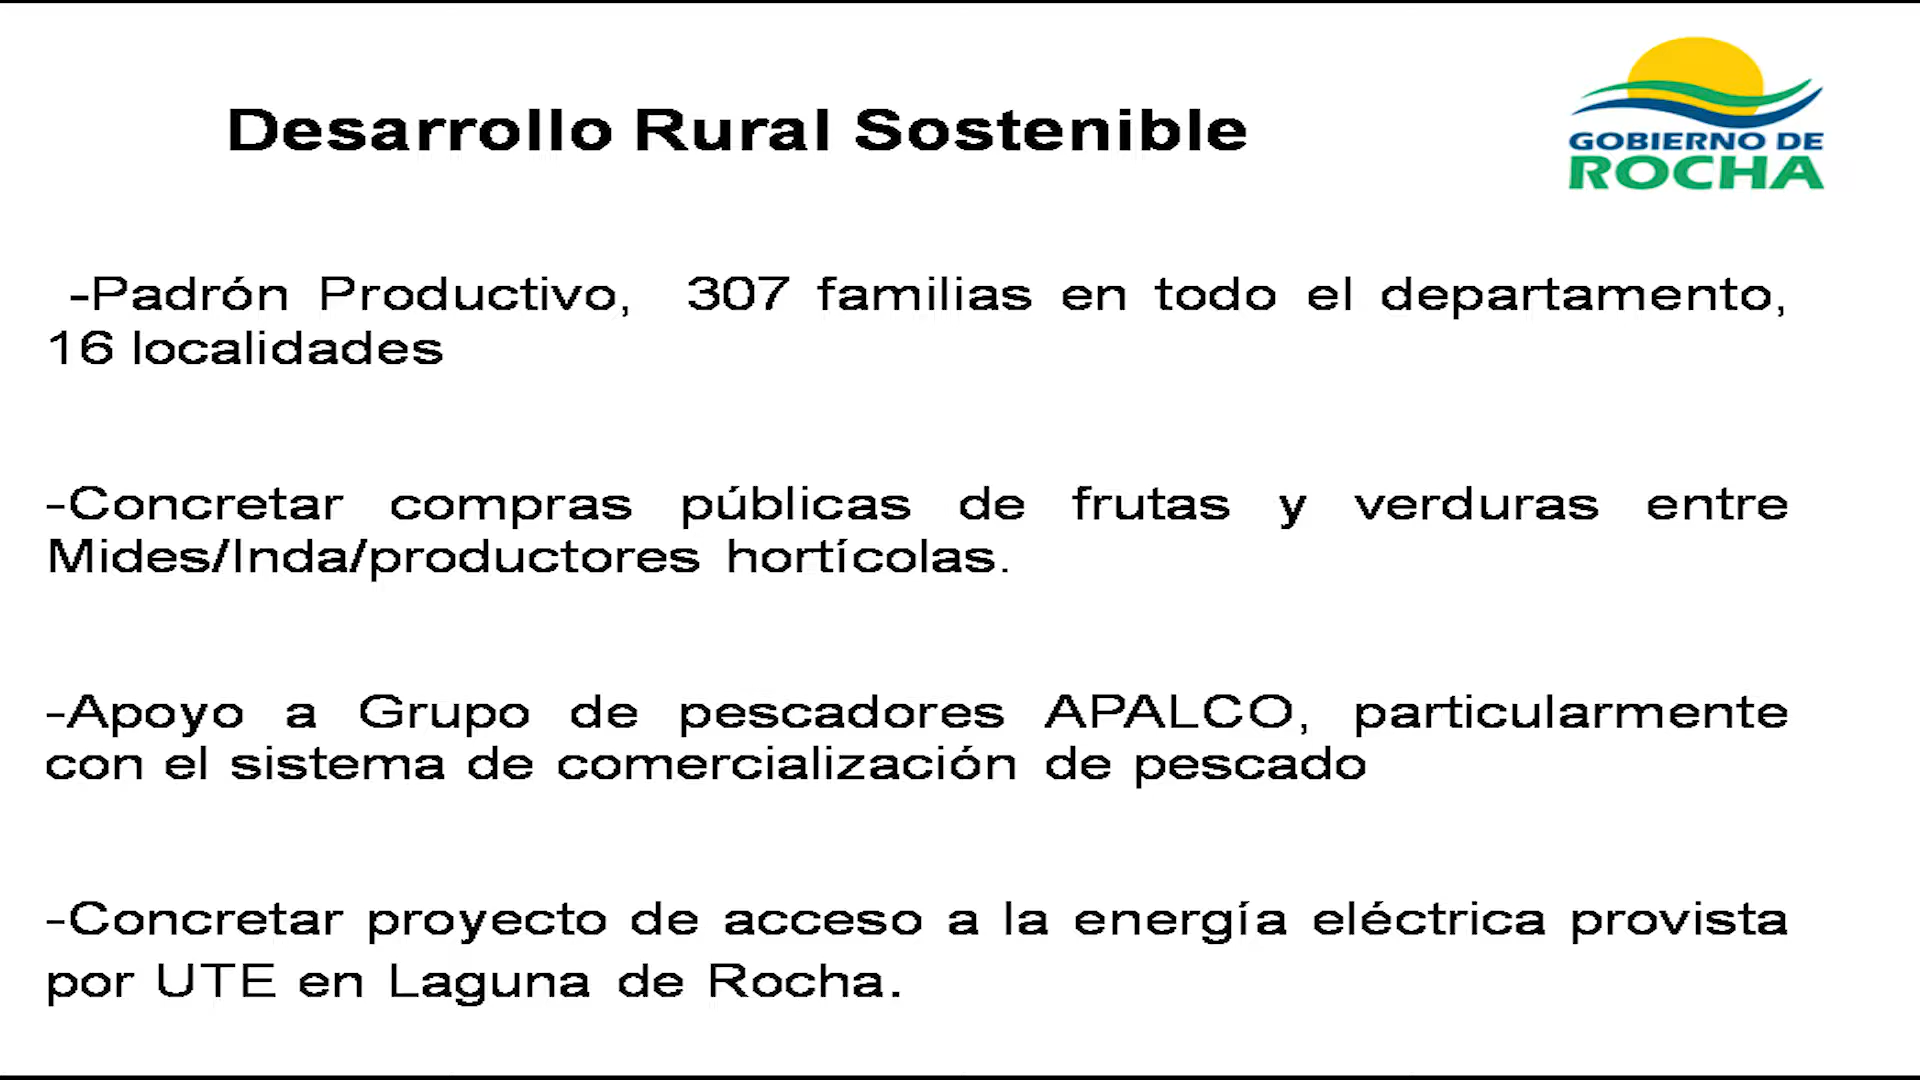 Desarrollo Rural Sostenible
GOBIERNO DE
ROCHA
-Padrón Productivo, 307 familias en todo el departamento,
16 localidades
-Concretar compras públicas de frutas y verduras entre
Mides/Inda/productores hortícolas.
-Apoyo a Grupo de pescadores APALCO, particularmente
con el sistema de comercialización de pescado
-Concretar proyecto de acceso a la energía eléctrica provista
por UTE en Laguna de Rocha.